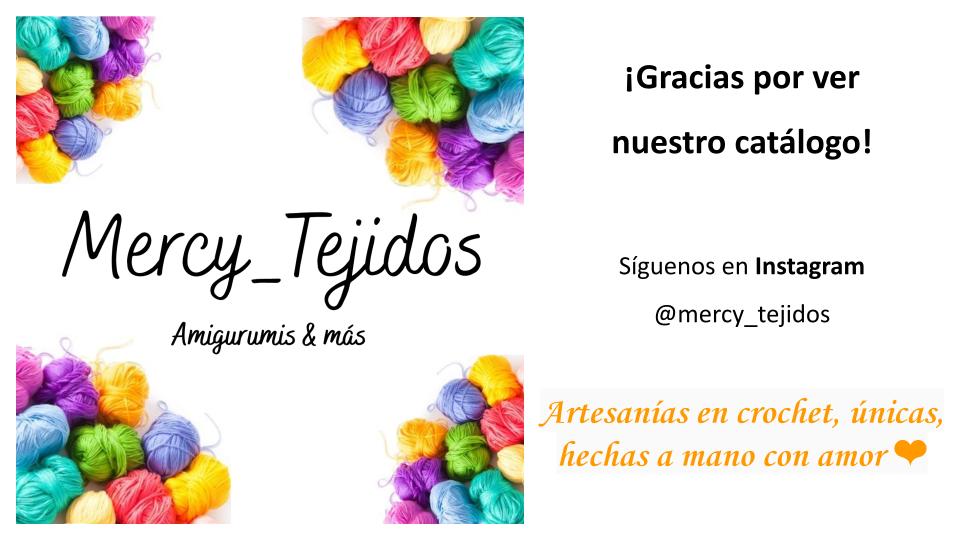 Mercy_Tejidos
Amigurumis & más
¡Gracias por ver
nuestro catálogo!
Síguenos en Instagram
@mercy_tejidos
Artesanías en crochet, únicas,
hechas a mano con amor ❤